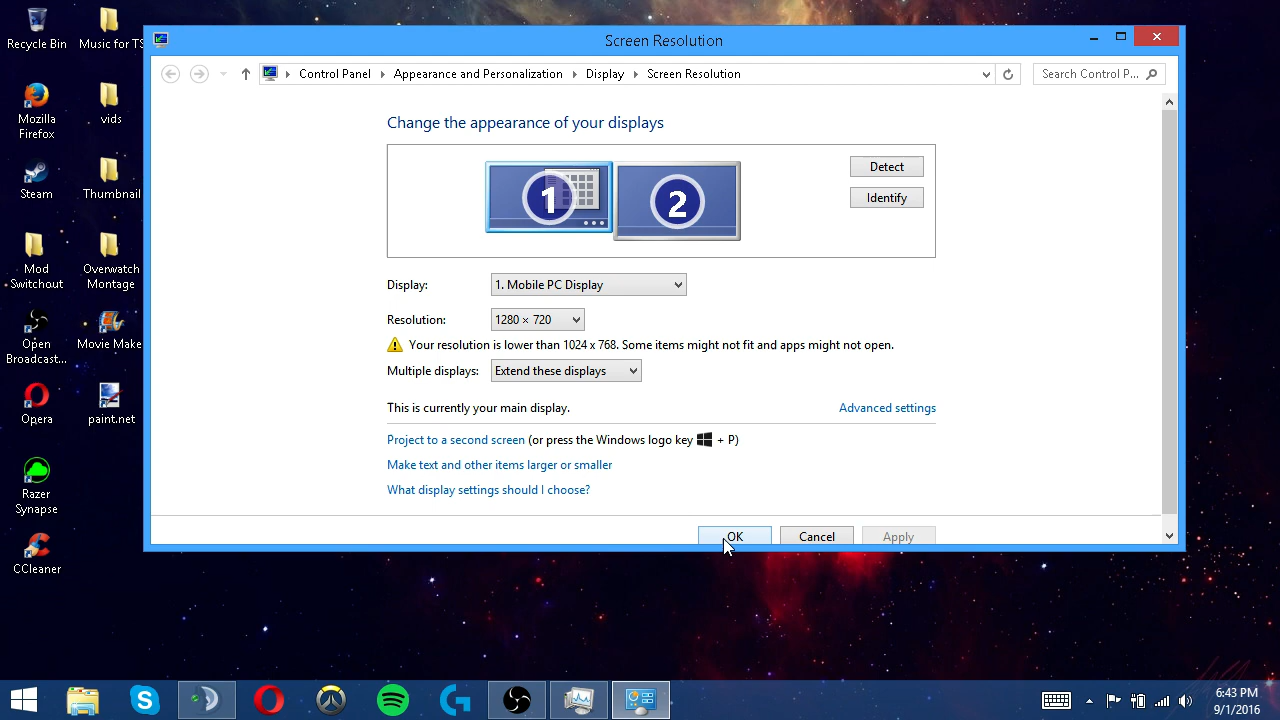 Recycle Bin
Music for TS
Mozilla
Firefox
vids
Steam
Thumbnail
Mod
Switchout
Overwatch
Montage
Open
Broadcast...
Movie Make
Opera
paint.net
Razer
Synapse
CCleaner
Screen Resolution
Control Panel
Appearance and Personalization
Display
Screen Resolution
Search Control P...
Change the appearance of your displays
1
2
Detect
Identify
Display:
1. Mobile PC Display
Resolution:
1280 × 720
Your resolution is lower than 1024 x 768. Some items might not fit and apps might not open.
Multiple displays:
Extend these displays
This is currently your main display.
Advanced settings
Project to a second screen (or press the Windows logo key + P)
Make text and other items larger or smaller
What display settings should I choose?
OK
Cancel
Apply
6:43 PM
9/1/2016